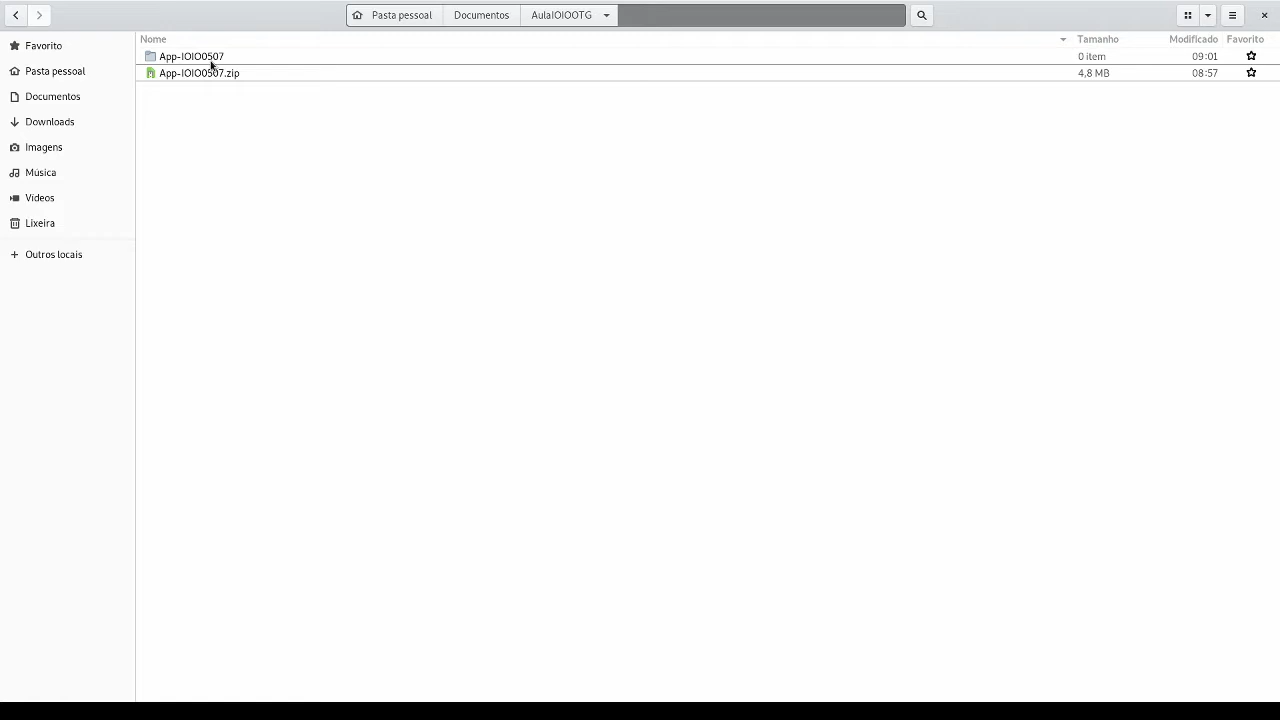 Pasta pessoal Documentos AulaIOIOOTG
Nome Tamanho Modificado Favorito
Favorito
App-IOIO0507 0 item 09:01
Pasta pessoal
App-IOIO0507.zip 4,8 MB 08:57
Documentos
Downloads
Imagens
Música
Vídeos
Lixeira
Outros locais